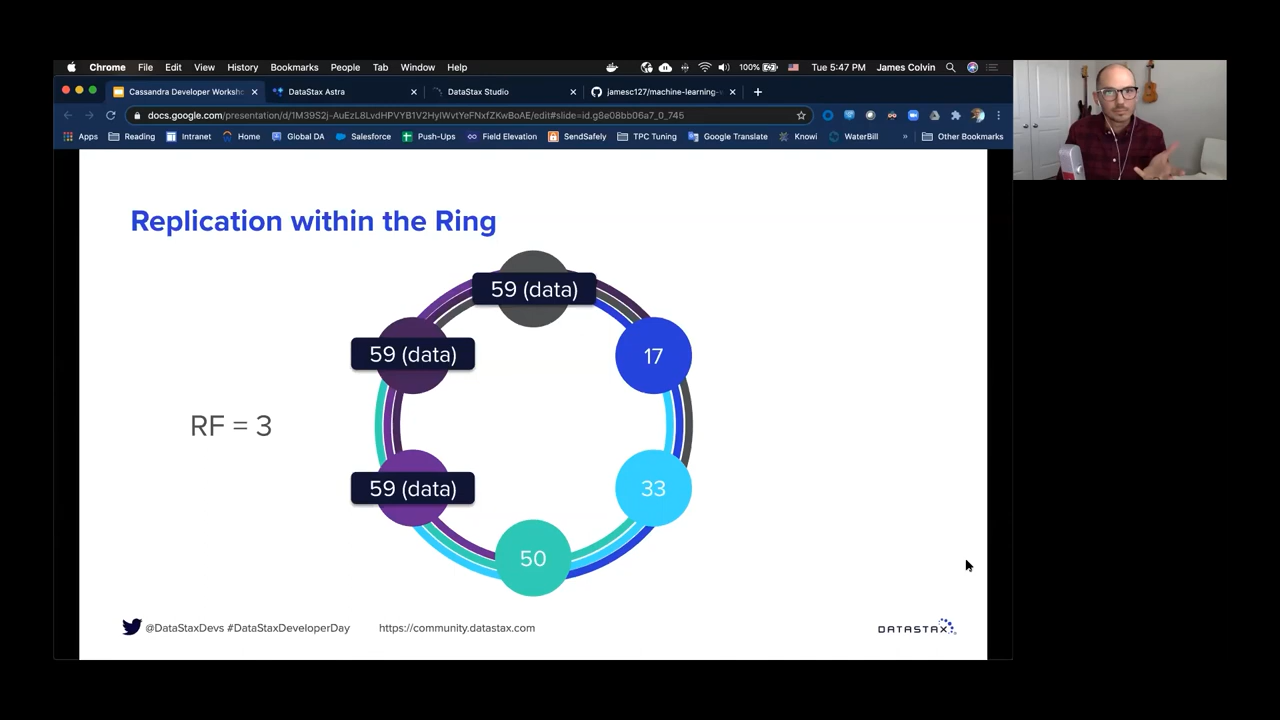 Chrome File Edit View History Bookmarks People Tab Window Help 100% Tue 5:47 PM James Colvin
Cassandra Developer Worksho DataStax Astra DataStax Studio jamesc127/machine-learning-
docs.google.com/presentation/d/1M39S2j-AuEzL8LvdHPVYB1V2HyIWvtYeFNxfZKwBoAE/edit#slide=id.g8e08bb06a7_0_745
Apps Reading Intranet Home Global DA Salesforce Push-Ups Field Elevation SendSafely TPC Tuning Google Translate Knowi WaterBill » Other Bookmarks
Replication within the Ring
59 (data)
59 (data)
17
RF = 3
59 (data)
33
50
@DataStaxDevs #DataStaxDeveloperDay https://community.datastax.com
DATASTAX